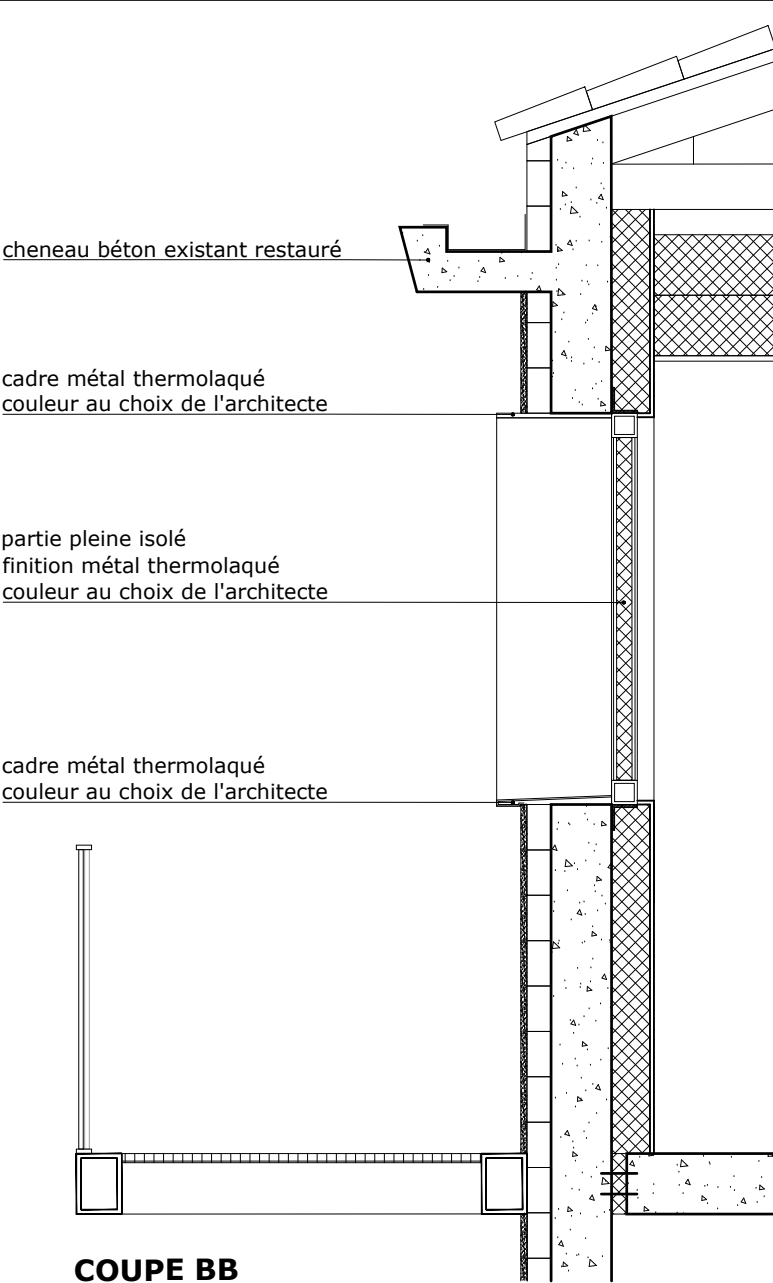 cheneau béton existant restauré
cadre métal thermolaqué
couleur au choix de l'architecte
partie pleine isolé
finition métal thermolaqué
couleur au choix de l'architecte
cadre métal thermolaqué
couleur au choix de l'architecte
COUPE BB